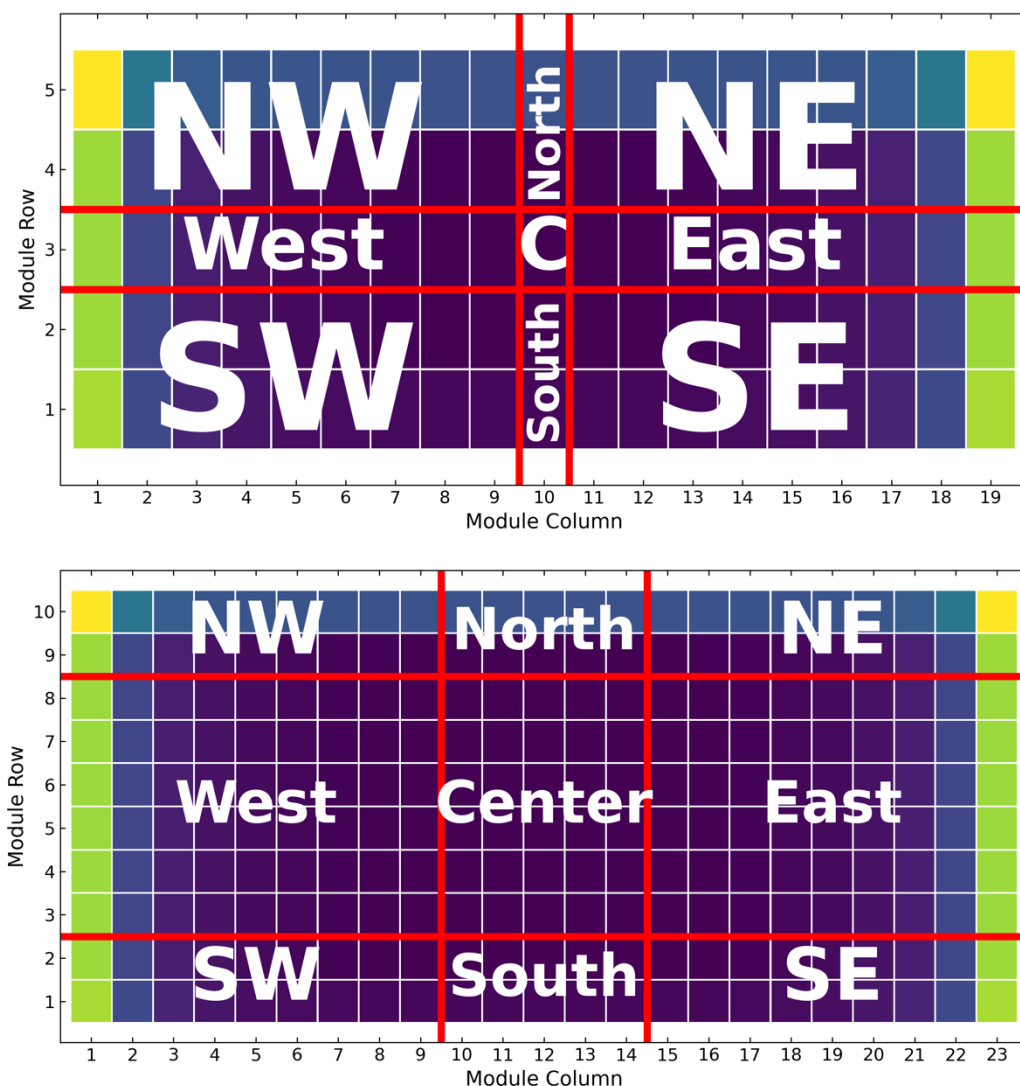 5
4
3
2
1
Module Row
NW
North
NE
West
C
East
SW
South
SE
1 2 3 4 5 6 7 8 9 10 11 12 13 14 15 16 17 18 19
Module Column
10
9
8
7
6
5
4
3
2
1
Module Row
NW North NE
West Center East
SW South SE
1 2 3 4 5 6 7 8 9 10 11 12 13 14 15 16 17 18 19 20 21 22 23
Module Column